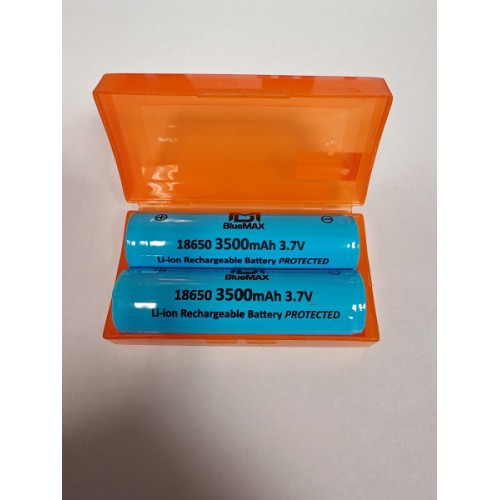 BlueMAX
18650 3500mAh 3.7V
Li-ion Rechargeable Battery PROTECTED
BlueMAX
18650 3500mAh 3.7V
Li-ion Rechargeable Battery PROTECTED